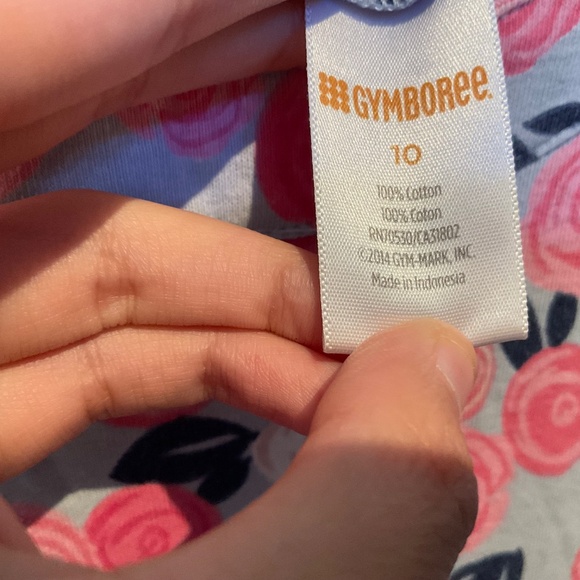 GYMBOREE
10
100% Cotton
100% Coton
RN70530/CA31802
©2014 GYM-MARK, INC.
Made in Indonesia